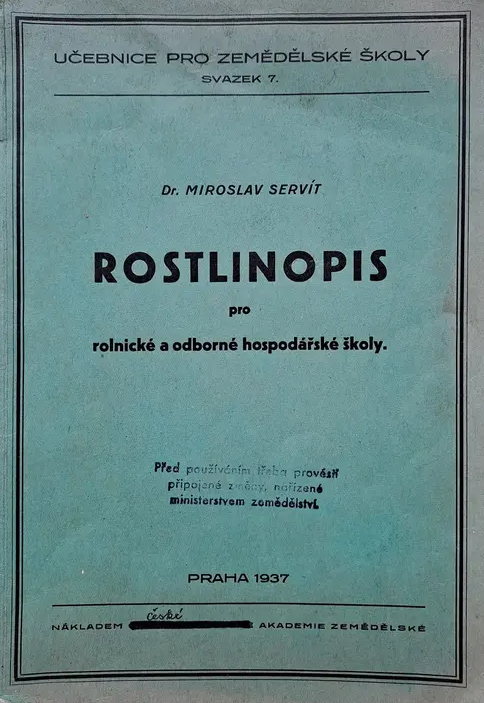 UČEBNICE PRO ZEMĚDĚLSKÉ ŠKOLY
SVAZEK 7.
Dr. MIROSLAV SERVÍT
ROSTLINOPIS
pro
rolnické a odborné hospodářské školy.
Před používáním třeba provésti
připojené změny, nařízené
ministerstvem zemědělství.
PRAHA 1937
české
NÁKLADEM AKADEMIE ZEMĚDĚLSKÉ